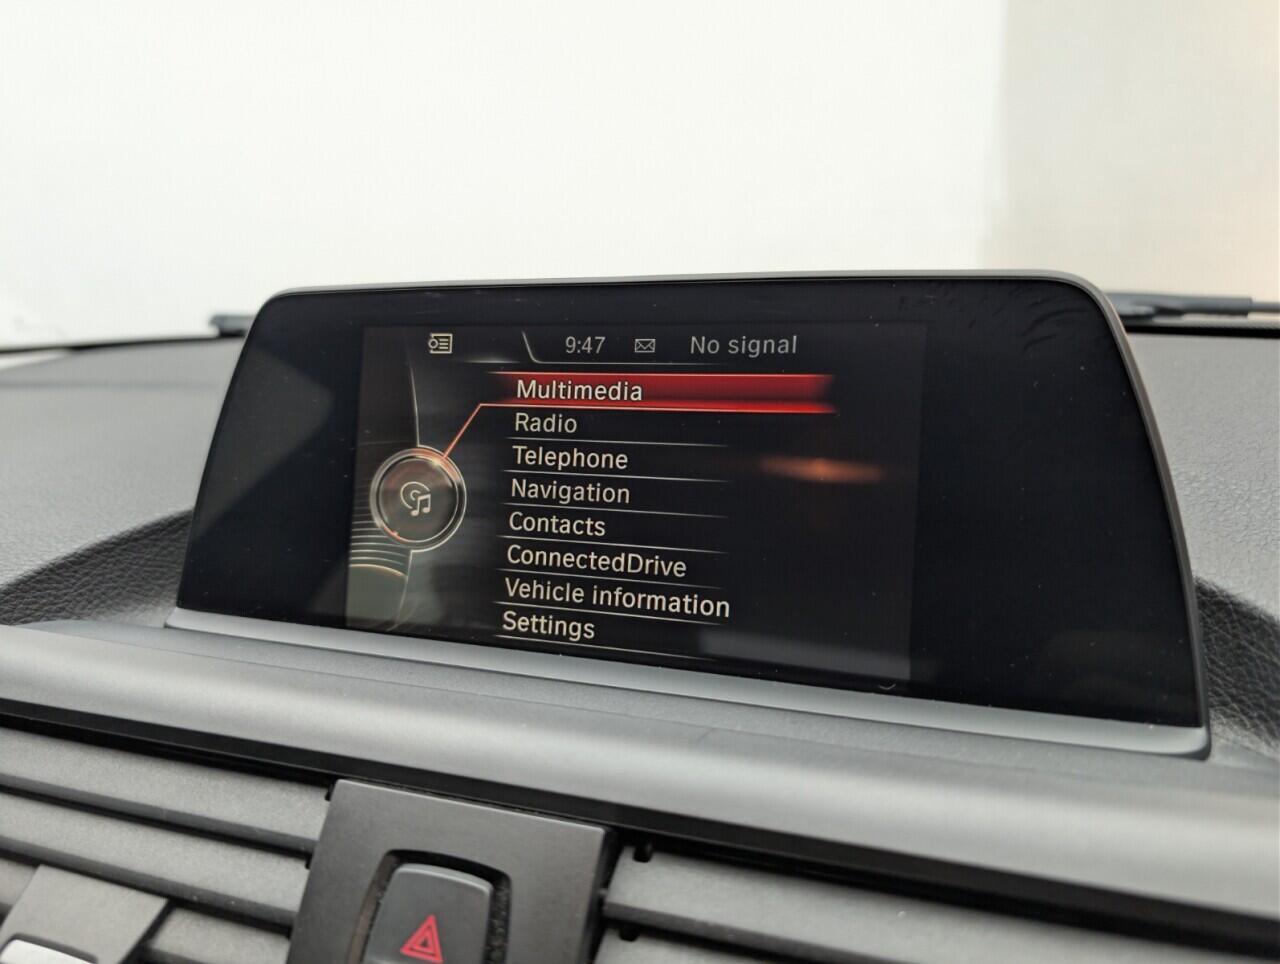 9:47 No signal
Multimedia
Radio
Telephone
Navigation
Contacts
ConnectedDrive
Vehicle information
Settings